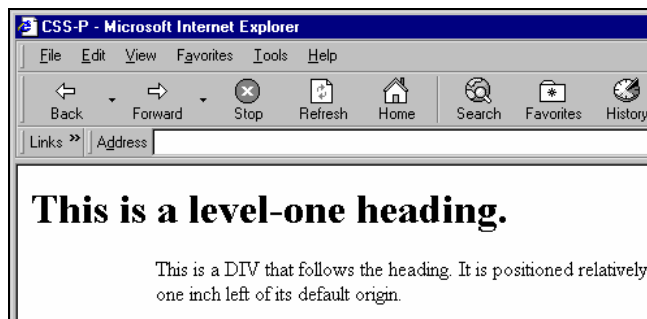 CSS-P - Microsoft Internet Explorer
File Edit View Favorites Tools Help
Back Forward Stop Refresh Home Search Favorites History
Links » Address
This is a level-one heading.
This is a DIV that follows the heading. It is positioned relatively
one inch left of its default origin.